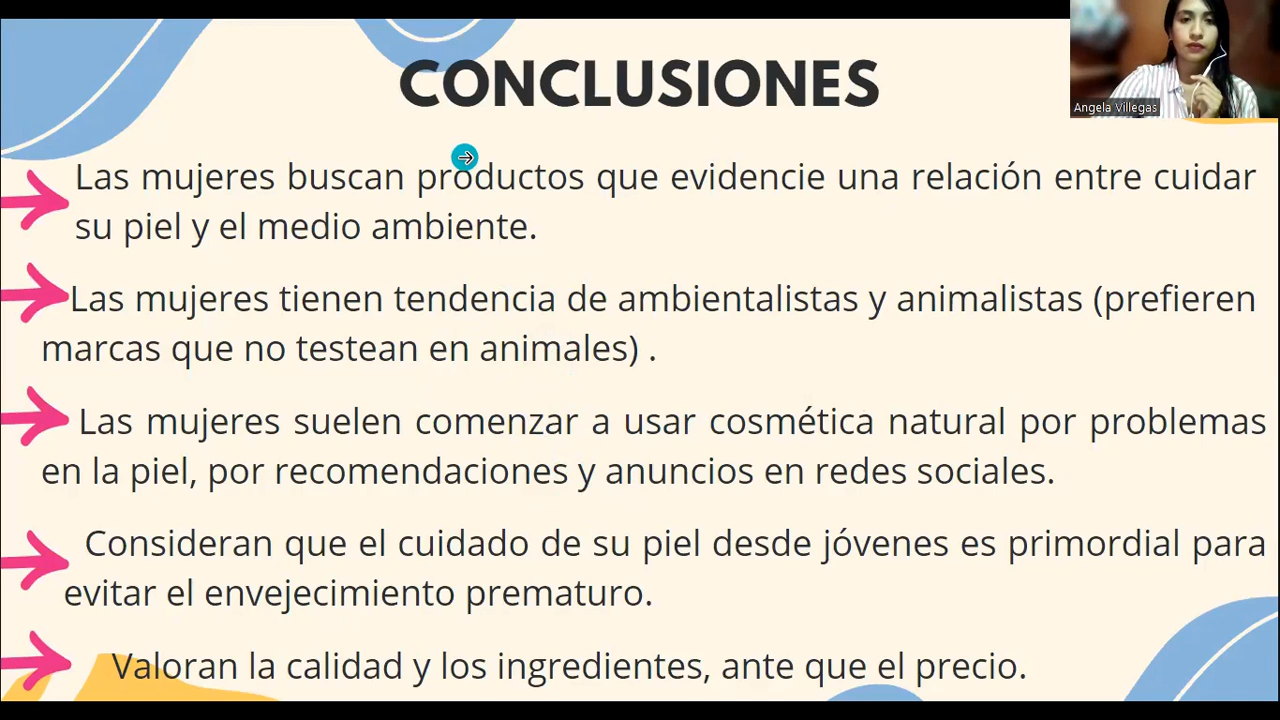 CONCLUSIONES
Angela Villegas
Las mujeres buscan productos que evidencie una relación entre cuidar
su piel y el medio ambiente.
Las mujeres tienen tendencia de ambientalistas y animalistas (prefieren
marcas que no testean en animales) .
Las mujeres suelen comenzar a usar cosmética natural por problemas
en la piel, por recomendaciones y anuncios en redes sociales.
Consideran que el cuidado de su piel desde jóvenes es primordial para
evitar el envejecimiento prematuro.
Valoran la calidad y los ingredientes, ante que el precio.